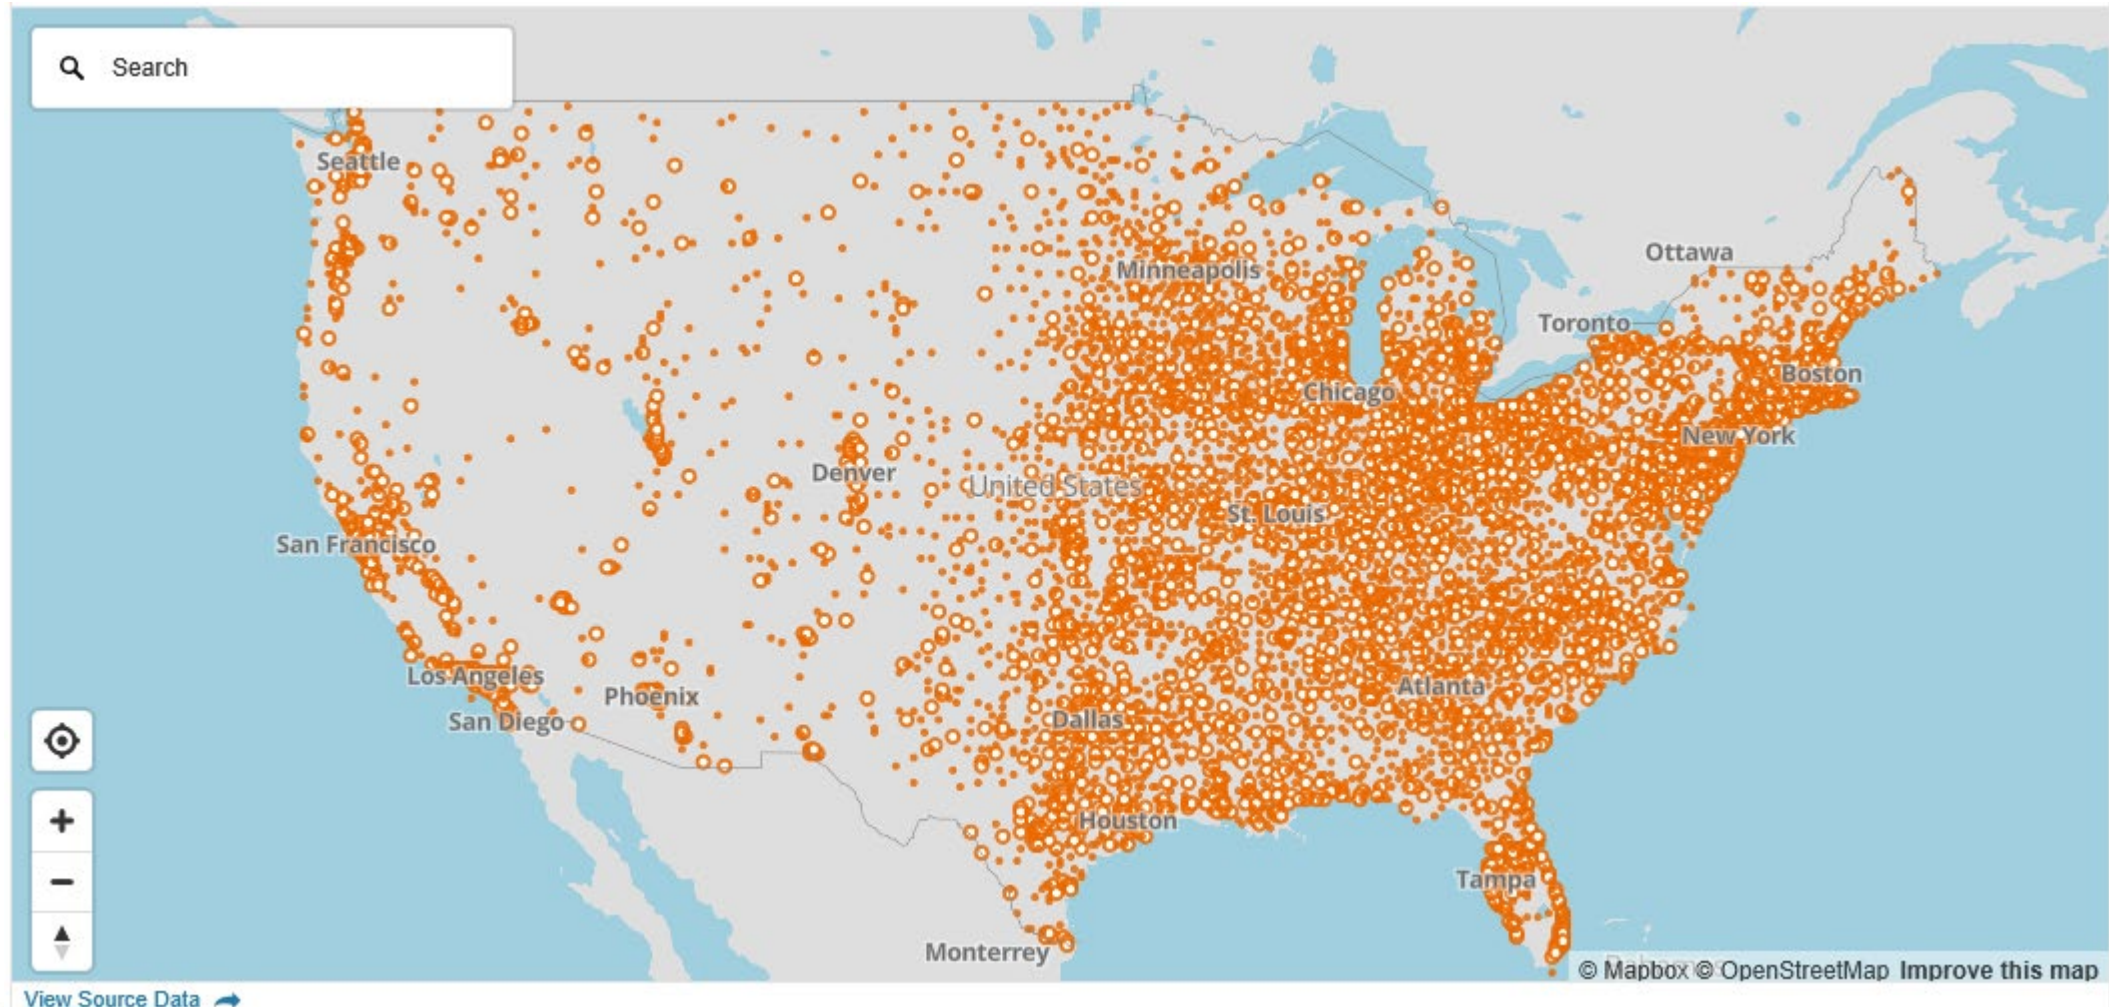 Search
Seattle
Ottawa
Minneapolis
Toronto
Boston
Chicago
New York
Denver
United States
St. Louis
San Francisco
Los Angeles
Phoenix
Atlanta
San Diego
Dallas
Houston
Tampa
Monterrey
© Mapbox © OpenStreetMap Improve this map
View Source Data